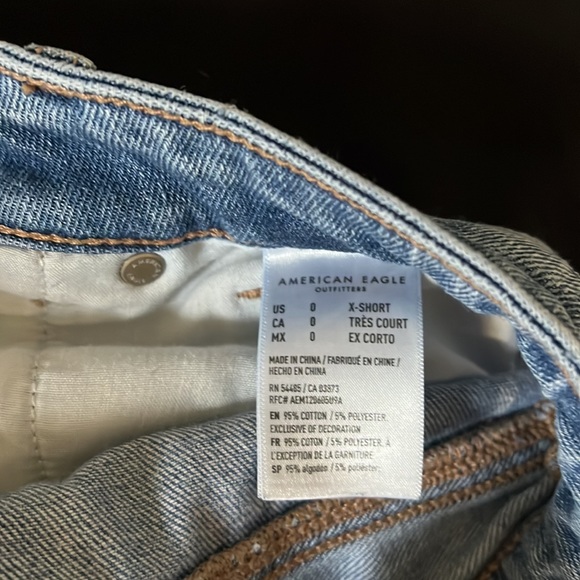 AMERICAN EAGLE
OUTFITTERS
US 0 X-SHORT
CA 0 TRÈS COURT
MX 0 EX CORTO
MADE IN CHINA / FABRIQUÉ EN CHINE /
HECHO EN CHINA
RN 54485 / CA 03573
RFC# AEM120605U9A
EN 95% COTTON / 5% POLYESTER.
EXCLUSIVE OF DECORATION
FR 95% COTON / 5% POLYESTER. À
L'EXCEPTION DE LA GARNITURE
SP 95% algodón / 5% poliéster.